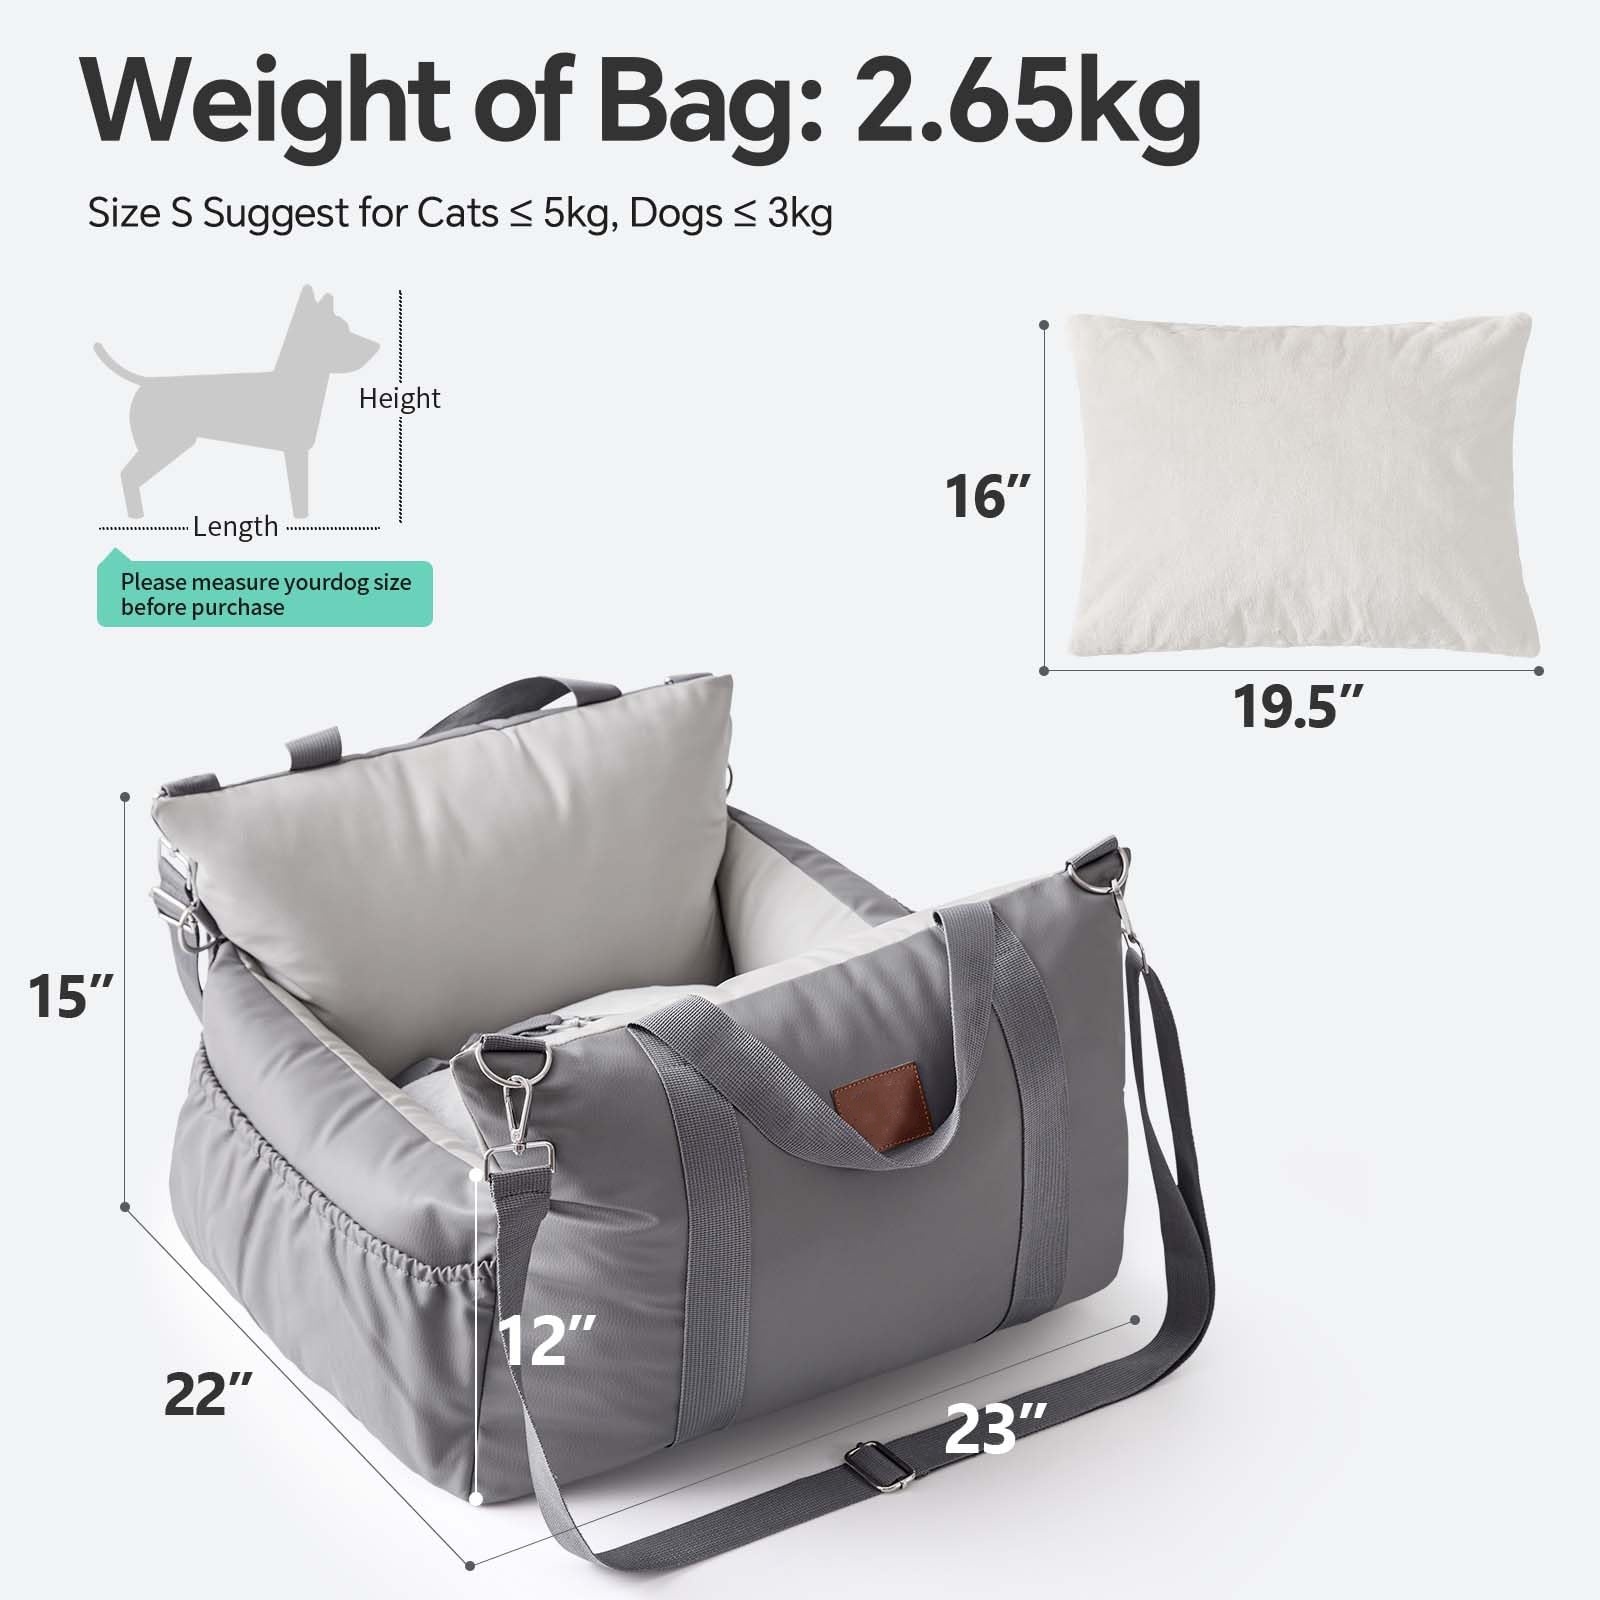 Weight of Bag: 2.65kg
Size S Suggest for Cats ≤ 5kg, Dogs ≤ 3kg
Height
Length
Please measure yourdog size
before purchase
16″
19.5″
15″
12″
22″
23″